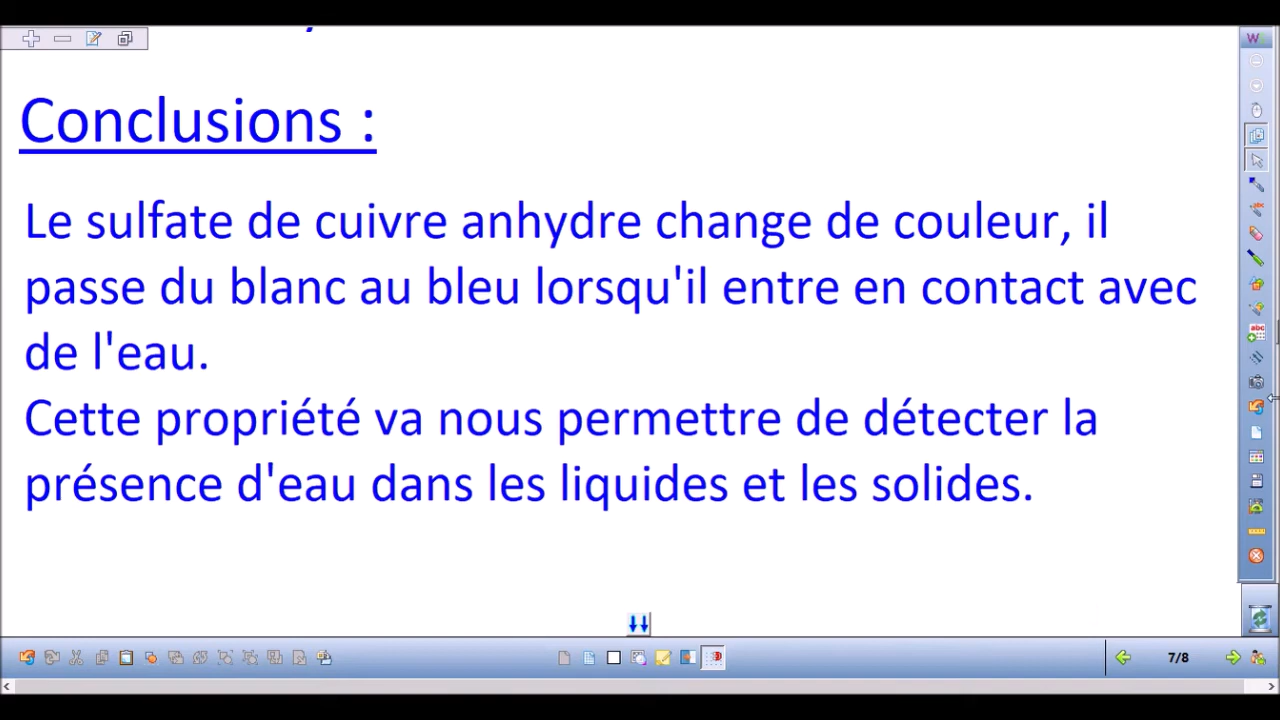 Conclusions :
Le sulfate de cuivre anhydre change de couleur, il
passe du blanc au bleu lorsqu'il entre en contact avec
de l'eau.
Cette propriété va nous permettre de détecter la
présence d'eau dans les liquides et les solides.
7/8